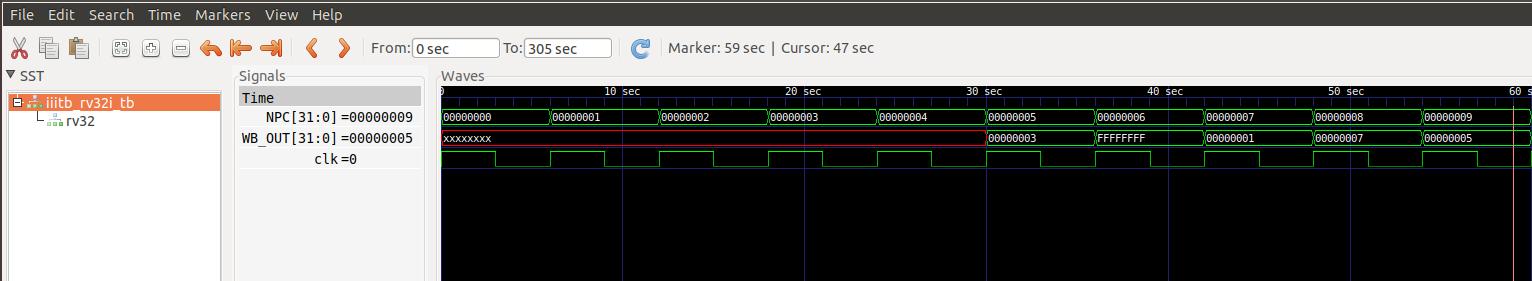 File Edit Search Time Markers View Help
From: 0 sec To: 305 sec Marker: 59 sec | Cursor: 47 sec
SST
iiitb_rv32i_tb
rv32
Signals
Time
NPC[31:0] =00000009
WB_OUT[31:0] =00000005
clk =0
Waves
0 10 sec 20 sec 30 sec 40 sec 50 sec 60 s
00000000 00000001 00000002 00000003 00000004 00000005 00000006 00000007 00000008 00000009
xxxxxxxx 00000003 FFFFFFFF 00000001 00000007 00000005